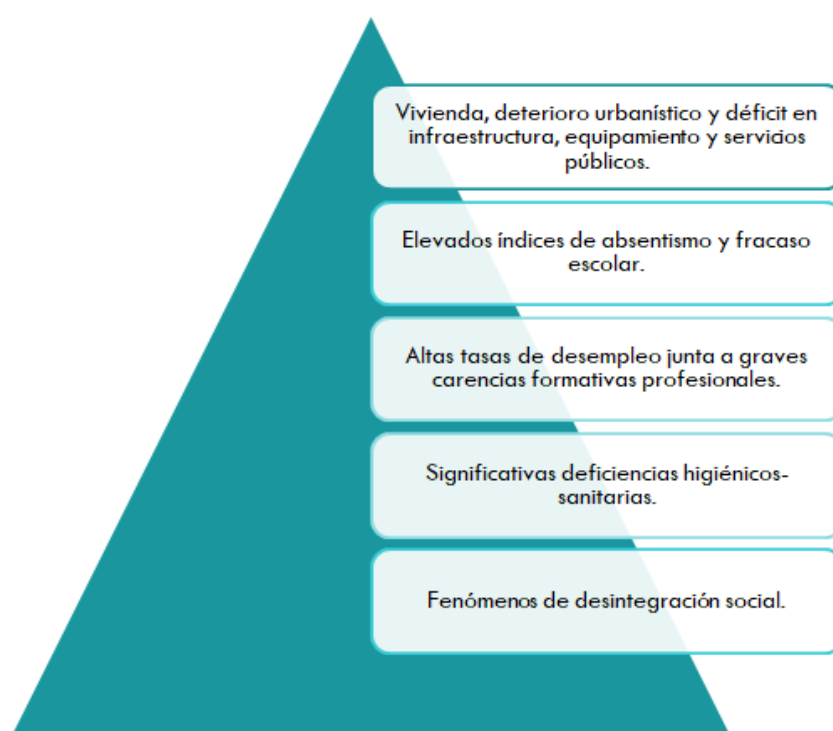 Vivienda, deterioro urbanístico y déficit en
infraestructura, equipamiento y servicios
públicos.
Elevados índices de absentismo y fracaso
escolar.
Altas tasas de desempleo junta a graves
carencias formativas profesionales.
Significativas deficiencias higiénicos-
sanitarias.
Fenómenos de desintegración social.